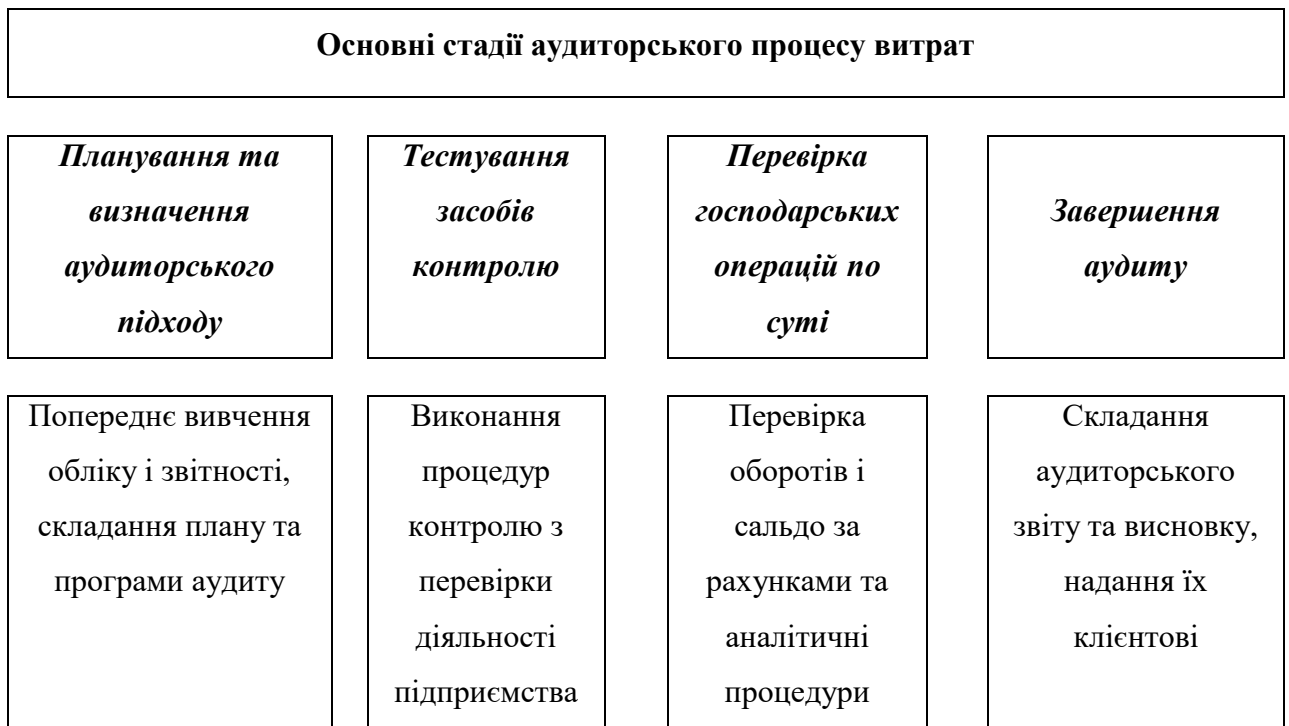 Основні стадії аудиторського процесу витрат
Планування та
визначення
аудиторського
підходу
Тестування
засобів
контролю
Перевірка
господарських
операцій по
суті
Завершення
аудиту
Попереднє вивчення
обліку і звітності,
складання плану та
програми аудиту
Виконання
процедур
контролю з
перевірки
діяльності
підприємства
Перевірка
оборотів і
сальдо за
рахунками та
аналітичні
процедури
Складання
аудиторського
звіту та висновку,
надання їх
клієнтові